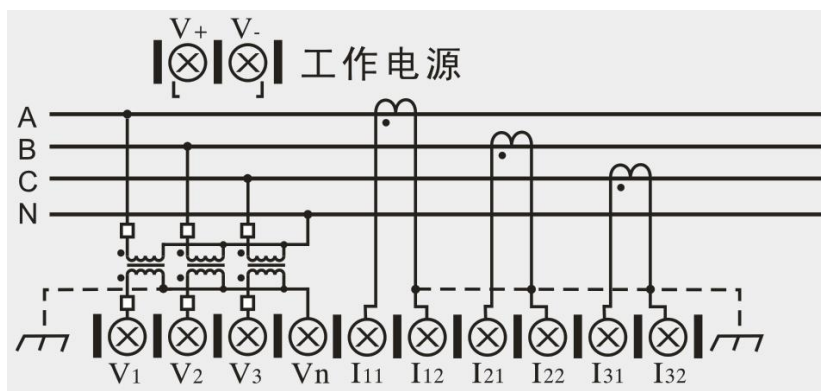 V+ V-
工作电源
A
B
C
N
V1 V2 V3 Vn I11 I12 I21 I22 I31 I32